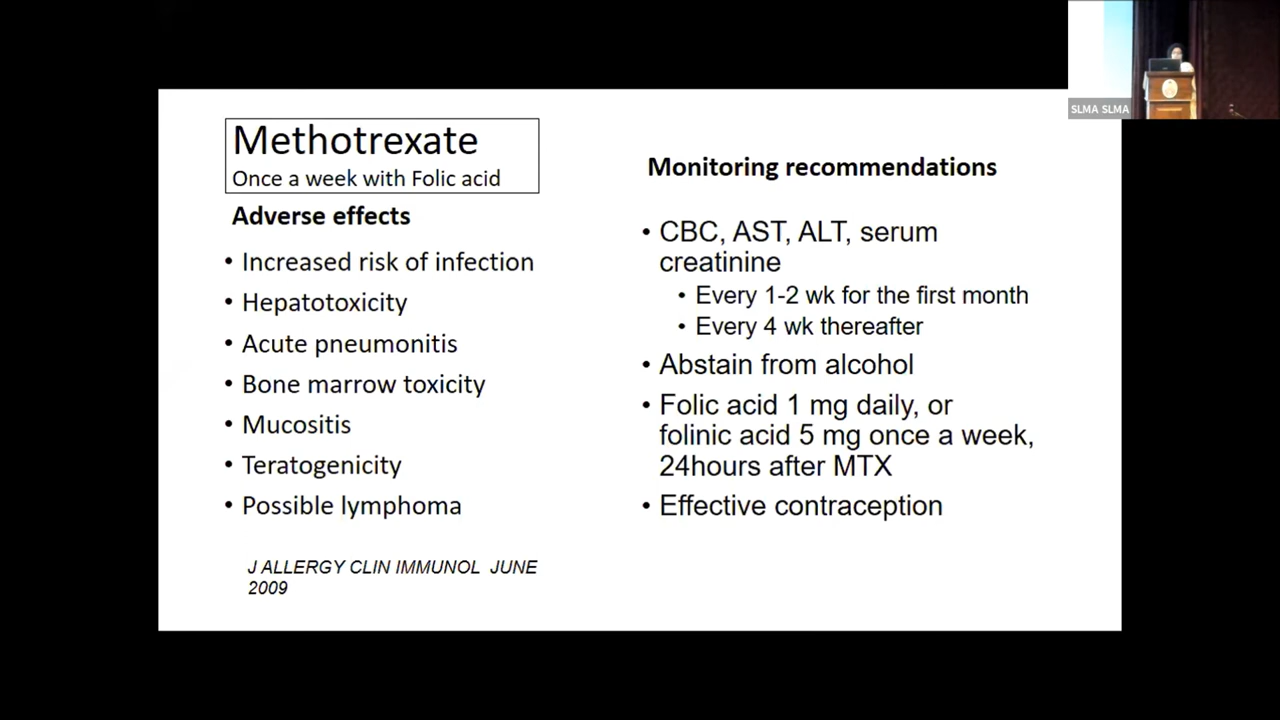 Methotrexate
Once a week with Folic acid
Adverse effects
• Increased risk of infection
• Hepatotoxicity
• Acute pneumonitis
• Bone marrow toxicity
• Mucositis
• Teratogenicity
• Possible lymphoma
J ALLERGY CLIN IMMUNOL JUNE
2009
Monitoring recommendations
• CBC, AST, ALT, serum
creatinine
• Every 1-2 wk for the first month
• Every 4 wk thereafter
• Abstain from alcohol
• Folic acid 1 mg daily, or
folinic acid 5 mg once a week,
24hours after MTX
• Effective contraception
SLMA SLMA